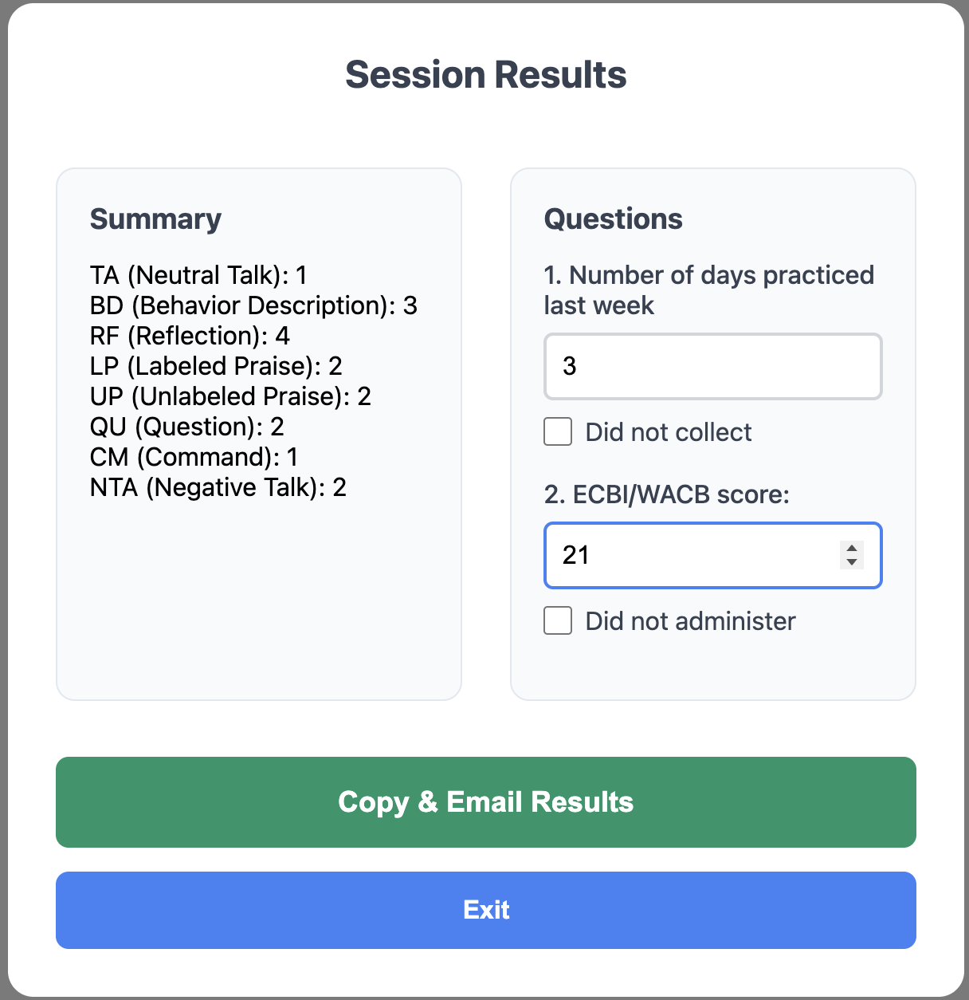 Session Results
Summary
TA (Neutral Talk): 1
BD (Behavior Description): 3
RF (Reflection): 4
LP (Labeled Praise): 2
UP (Unlabeled Praise): 2
QU (Question): 2
CM (Command): 1
NTA (Negative Talk): 2
Questions
1. Number of days practiced
last week
3
Did not collect
2. ECBI/WACB score:
21
Did not administer
Copy & Email Results
Exit